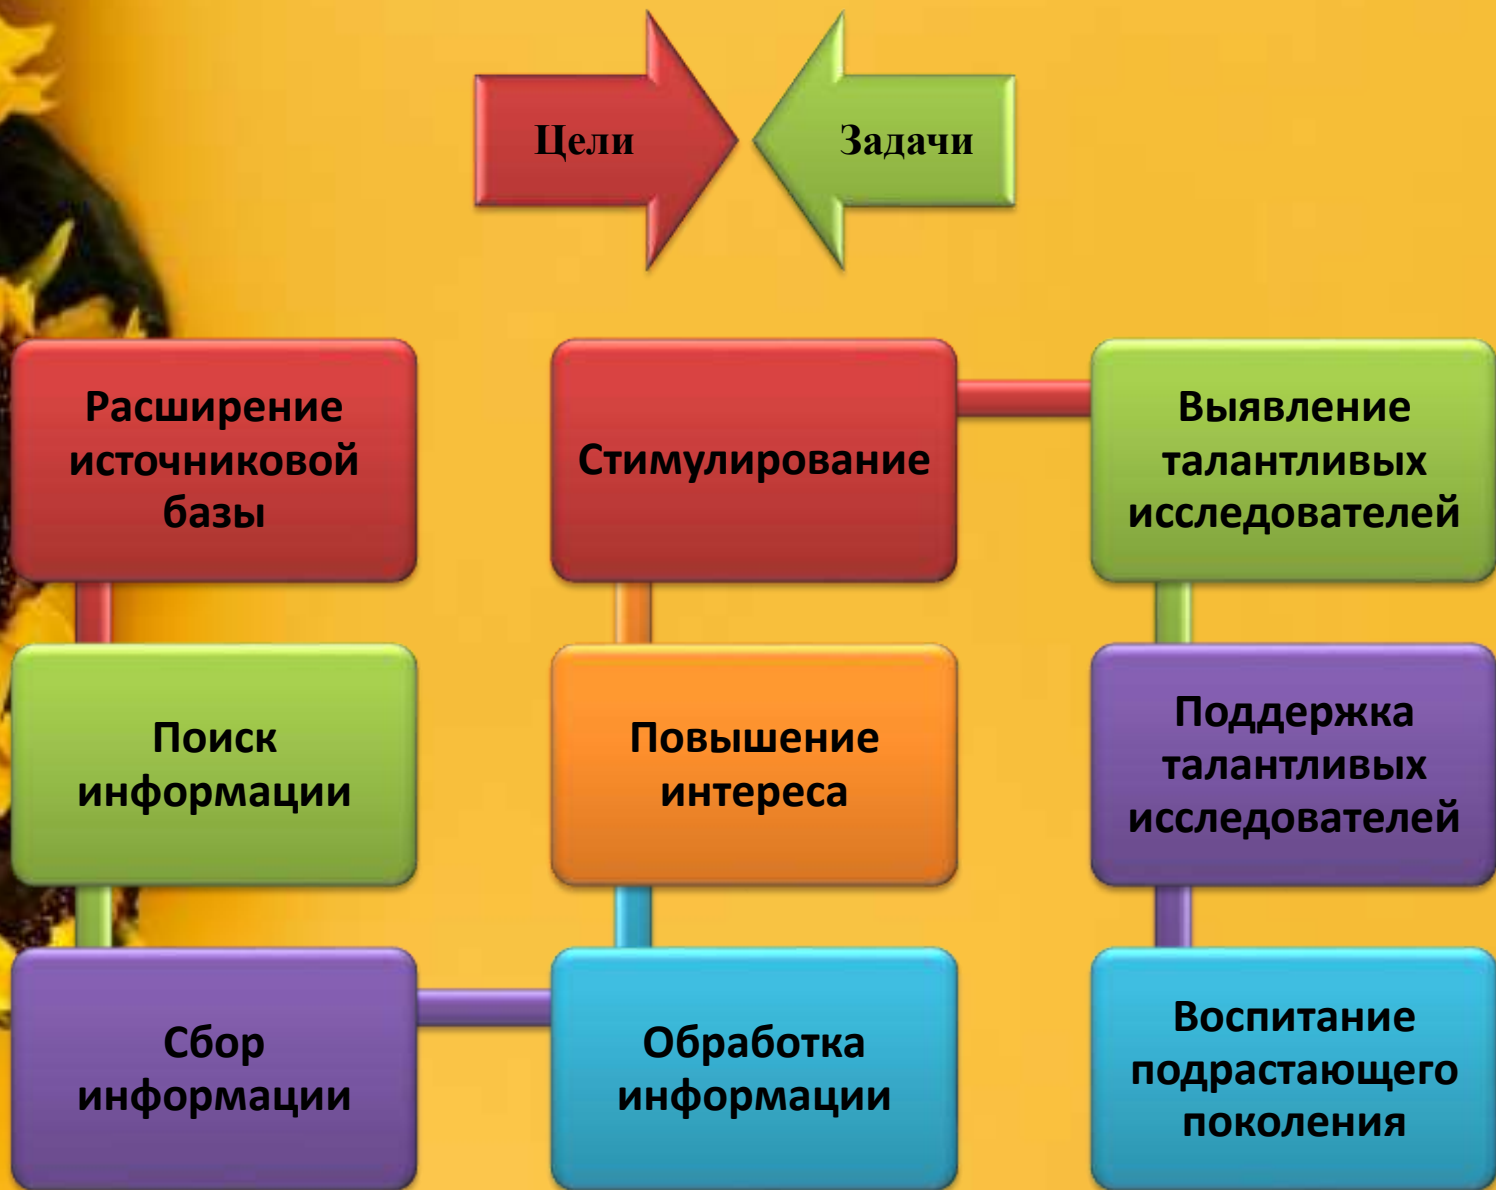 Цели
Задачи
Расширение
источниковой
базы
Поиск
информации
Сбор
информации
Обработка
информации
Повышение
интереса
Стимулирование
Выявление
талантливых
исследователей
Поддержка
талантливых
исследователей
Воспитание
подрастающего
поколения